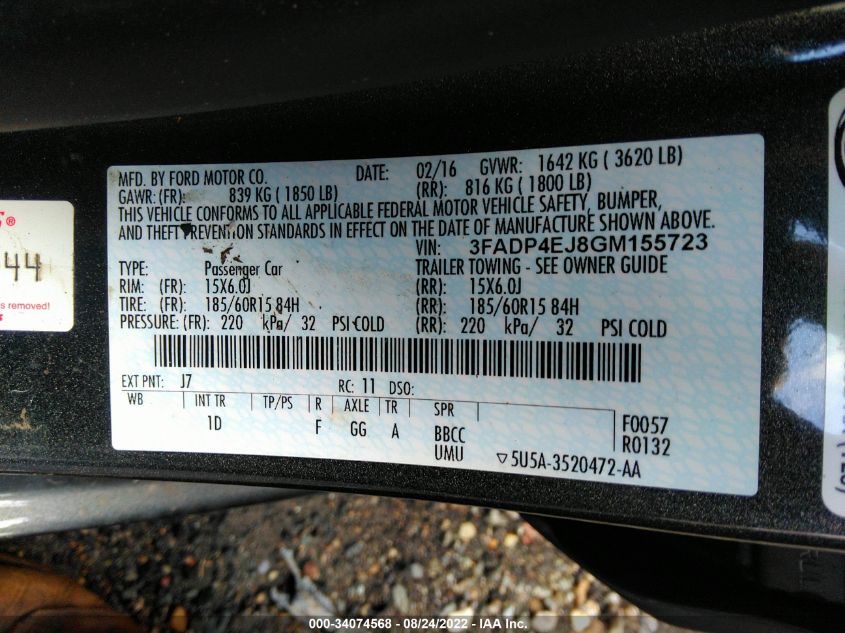 MFD. BY FORD MOTOR CO. DATE: 02/16 GVWR: 1642 KG ( 3620 LB)
GAWR: (FR): 839 KG ( 1850 LB) (RR): 816 KG ( 1800 LB)
THIS VEHICLE CONFORMS TO ALL APPLICABLE FEDERAL MOTOR VEHICLE SAFETY, BUMPER,
AND THEFT PREVENTION STANDARDS IN EFFECT ON THE DATE OF MANUFACTURE SHOWN ABOVE.
VIN: 3FADP4EJ8GM155723
TYPE: Passenger Car TRAILER TOWING - SEE OWNER GUIDE
RIM: (FR): 15X6.0J (RR): 15X6.0J
TIRE: (FR): 185/60R15 84H (RR): 185/60R15 84H
PRESSURE: (FR): 220 kPa/ 32 PSI COLD (RR): 220 kPa/ 32 PSI COLD
EXT PNT: J7 RC: 11 DSO:
WB INT TR TP/PS R AXLE TR SPR
1D F GG A BBCC F0057
UMU R0132
▽5U5A-3520472-AA
®
44
s removed!
000-34074568 - 08/24/2022 - IAA Inc.